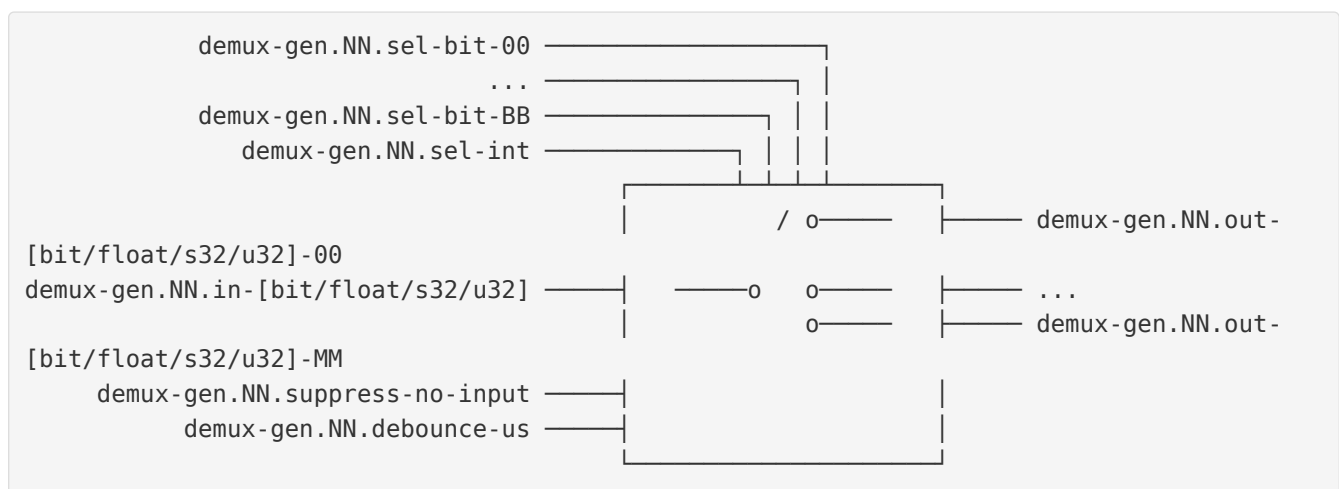 demux-gen.NN.sel-bit-00
...
demux-gen.NN.sel-bit-BB
demux-gen.NN.sel-int
/ o demux-gen.NN.out-
[bit/float/s32/u32]-00
demux-gen.NN.in-[bit/float/s32/u32] o o ...
o demux-gen.NN.out-
[bit/float/s32/u32]-MM
demux-gen.NN.suppress-no-input
demux-gen.NN.debounce-us